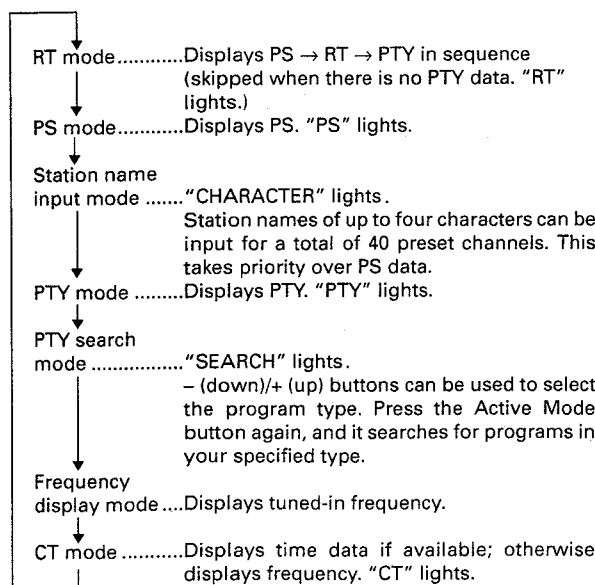 RT mode............Displays PS → RT → PTY in sequence
(skipped when there is no PTY data. "RT"
lights.)
PS mode............Displays PS. "PS" lights.
Station name
input mode ....... "CHARACTER" lights.
Station names of up to four characters can be
input for a total of 40 preset channels. This
takes priority over PS data.
PTY mode .........Displays PTY. "PTY" lights.
PTY search
mode .................. "SEARCH" lights.
– (down)/+ (up) buttons can be used to select
the program type. Press the Active Mode
button again, and it searches for programs in
your specified type.
Frequency
display mode ....Displays tuned-in frequency.
CT mode ...........Displays time data if available; otherwise
displays frequency. "CT" lights.